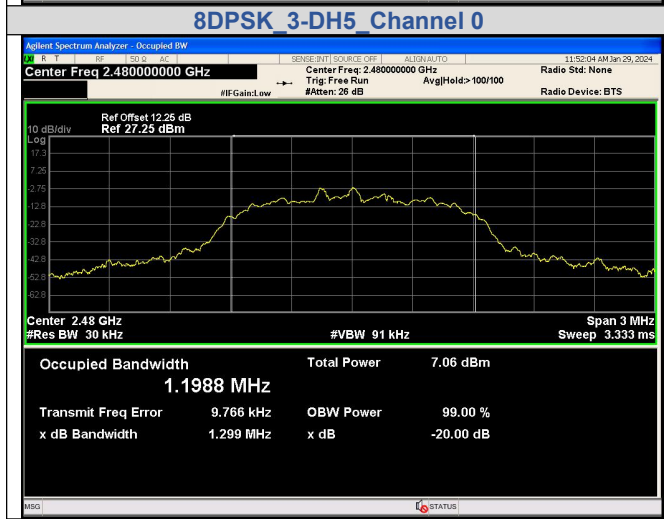 8DPSK_3-DH5_Channel 0
Agilent Spectrum Analyzer - Occupied BW
R T RF 50 Ω AC SENSE:INT SOURCE OFF ALIGNAUTO 11:52:04 AM Jan 29, 2024
Center Freq 2.480000000 GHz Center Freq: 2.480000000 GHz Radio Std: None
Trig: Free Run Avg|Hold:>100/100
#IFGain:Low #Atten: 26 dB Radio Device: BTS
Ref Offset 12.25 dB
10 dB/div Ref 27.25 dBm
Log
17.3
7.25
-2.75
-12.8
-22.8
-32.8
-42.8
-52.8
-62.8
Center 2.48 GHz Span 3 MHz
#Res BW 30 kHz #VBW 91 kHz Sweep 3.333 ms
Occupied Bandwidth Total Power 7.06 dBm
1.1988 MHz
Transmit Freq Error 9.766 kHz OBW Power 99.00 %
x dB Bandwidth 1.299 MHz x dB -20.00 dB
MSG STATUS